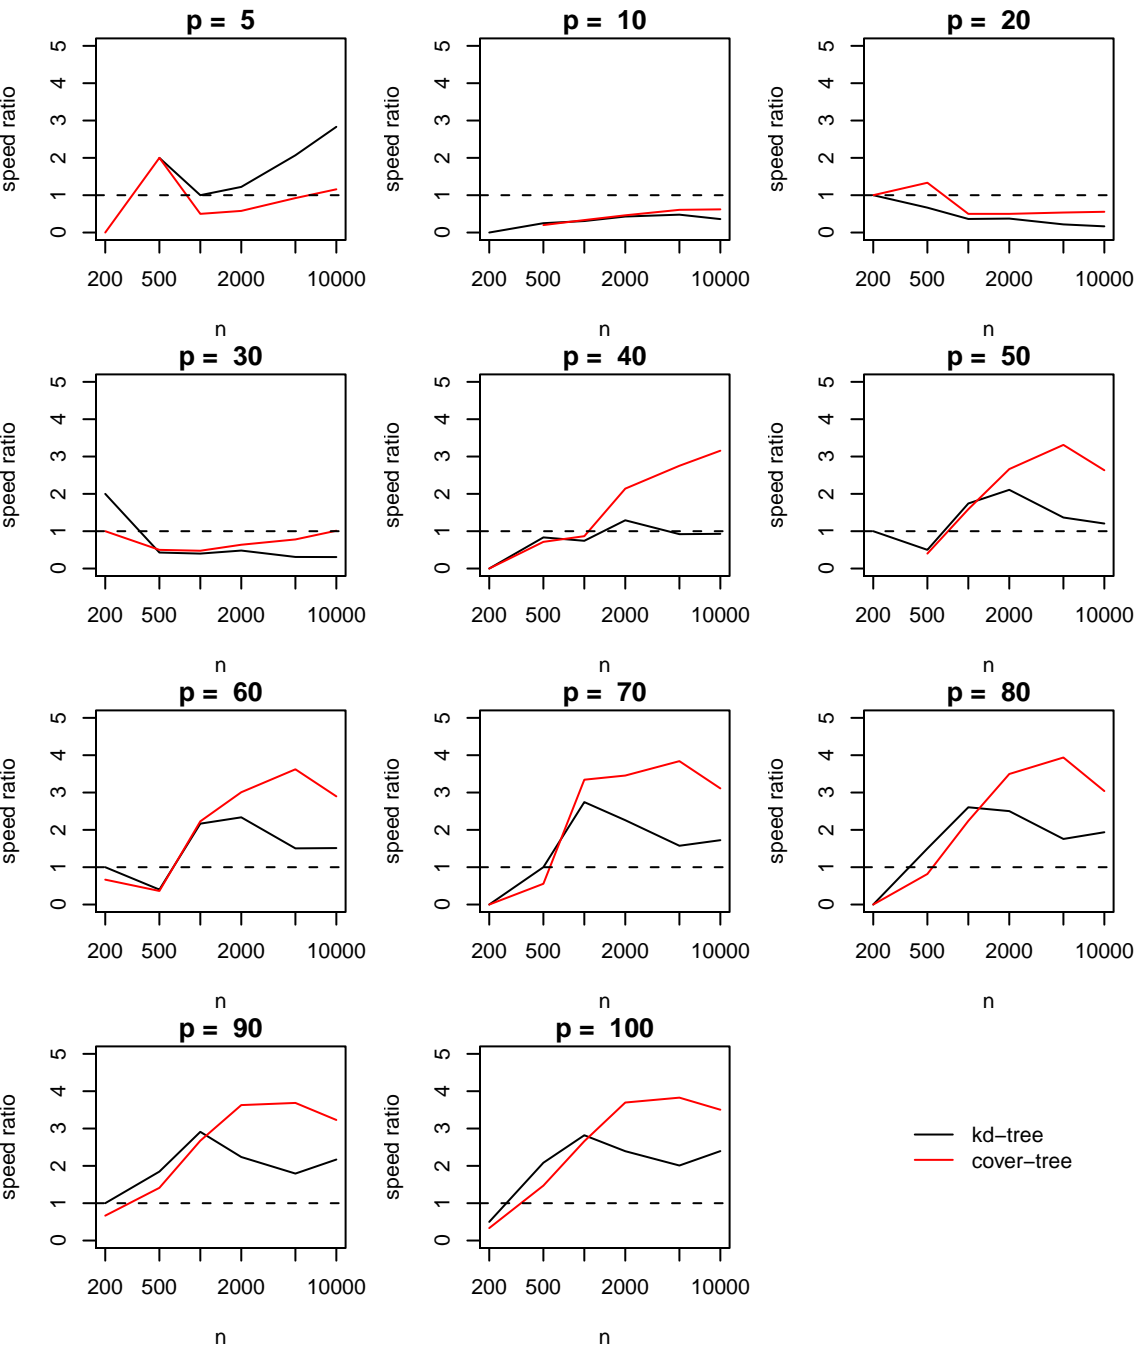 p = 5
speed ratio
0 1 2 3 4 5
200 500 2000 10000
n
p = 10
speed ratio
0 1 2 3 4 5
200 500 2000 10000
n
p = 20
speed ratio
0 1 2 3 4 5
200 500 2000 10000
n
p = 30
speed ratio
0 1 2 3 4 5
200 500 2000 10000
n
p = 40
speed ratio
0 1 2 3 4 5
200 500 2000 10000
n
p = 50
speed ratio
0 1 2 3 4 5
200 500 2000 10000
n
p = 60
speed ratio
0 1 2 3 4 5
200 500 2000 10000
n
p = 70
speed ratio
0 1 2 3 4 5
200 500 2000 10000
n
p = 80
speed ratio
0 1 2 3 4 5
200 500 2000 10000
n
p = 90
speed ratio
0 1 2 3 4 5
200 500 2000 10000
n
p = 100
speed ratio
0 1 2 3 4 5
200 500 2000 10000
n
kd−tree
cover−tree